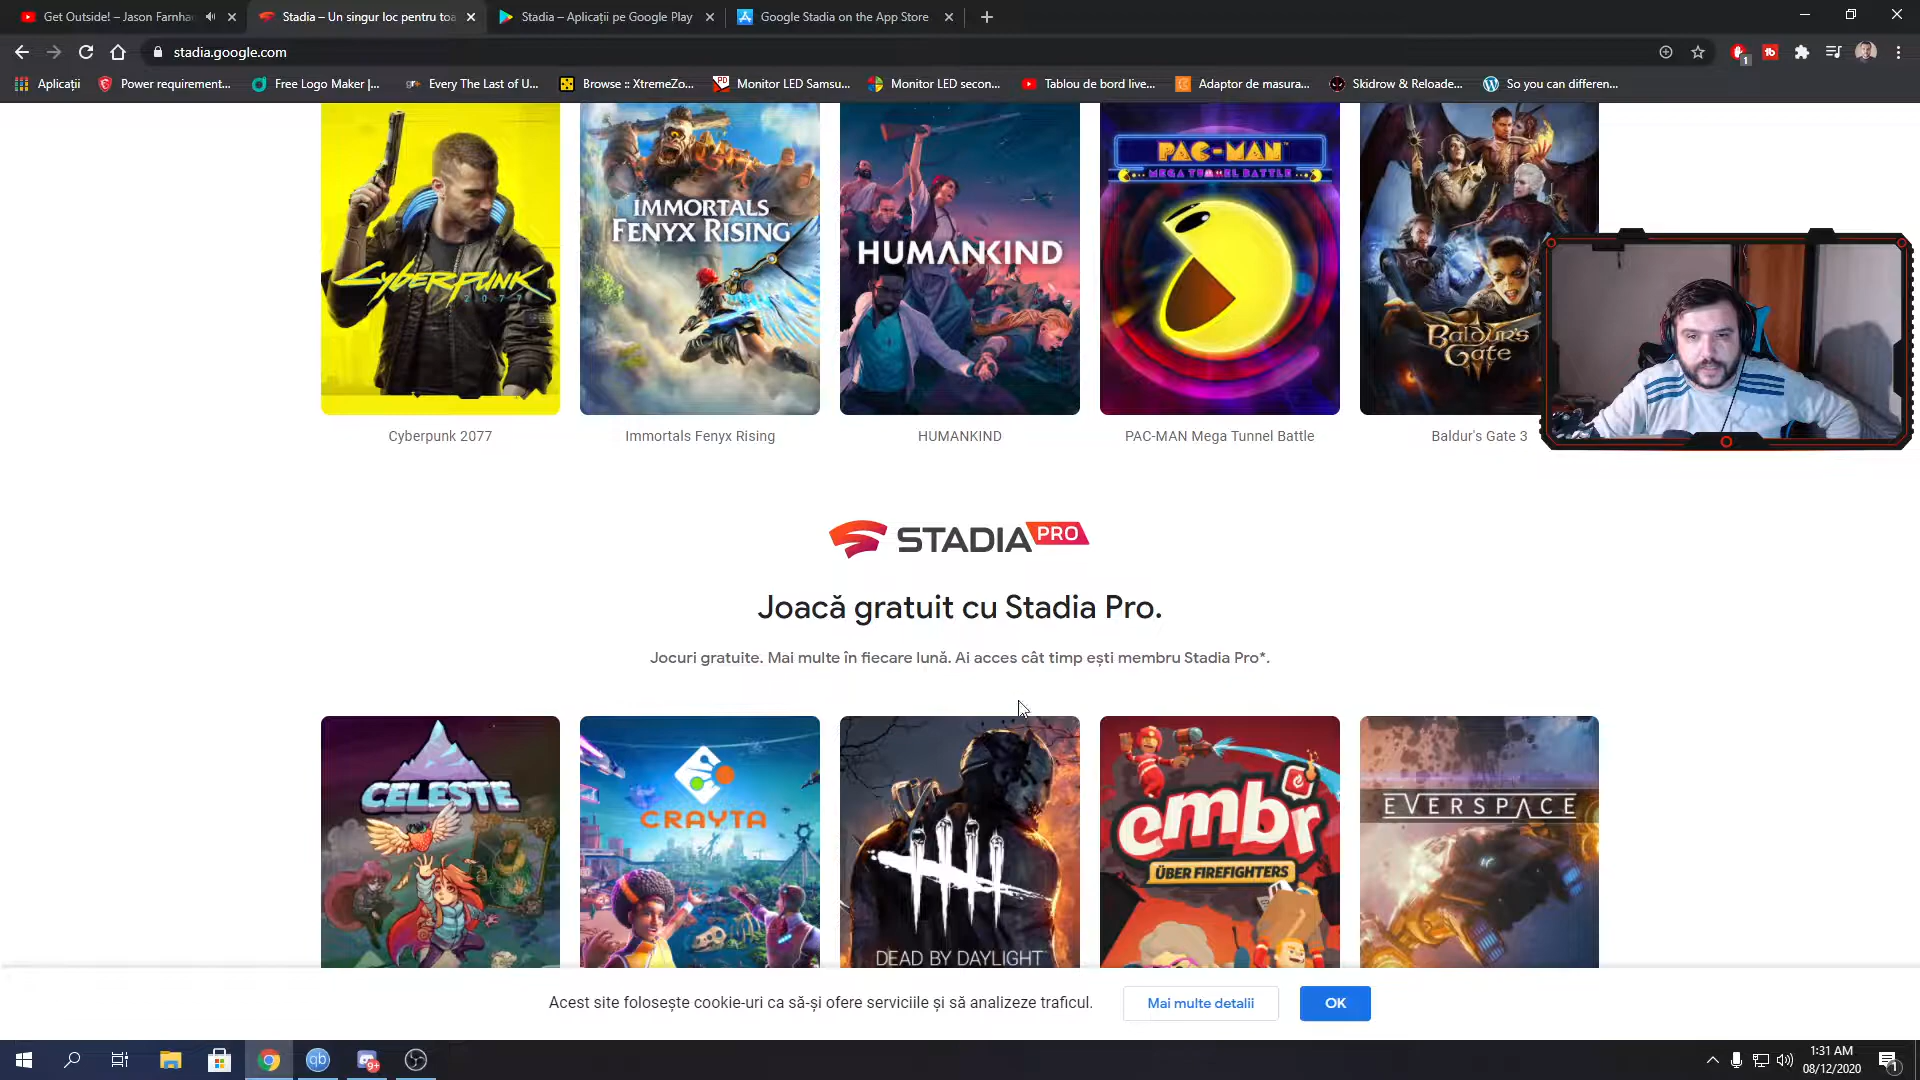 Get Outside! – Jason Farnha
Stadia – Un singur loc pentru toa
Stadia – Aplicații pe Google Play
Google Stadia on the App Store
stadia.google.com
1
Aplicații
Power requirement...
Free Logo Maker |...
Every The Last of U...
Browse :: XtremeZo...
Monitor LED Samsu...
Monitor LED secon...
Tablou de bord live...
Adaptor de masura...
Skidrow & Reloade...
So you can differen...
CYBERPUNK
2077
IMMORTALS
FENYX RISING
HUMANKIND
PAC-MAN
MEGA TUNNEL BATTLE
BALDUR'S
GATE
Cyberpunk 2077
Immortals Fenyx Rising
HUMANKIND
PAC-MAN Mega Tunnel Battle
Baldur's Gate 3
STADIA PRO
Joacă gratuit cu Stadia Pro.
Jocuri gratuite. Mai multe în fiecare lună. Ai acces cât timp ești membru Stadia Pro*.
CELESTE
CRAYTA
DEAD BY DAYLIGHT
embr
ÜBER FIREFIGHTERS
EVERSPACE
Acest site folosește cookie-uri ca să-și ofere serviciile și să analizeze traficul.
Mai multe detalii
OK
qb
9+
1:31 AM
08/12/2020
1